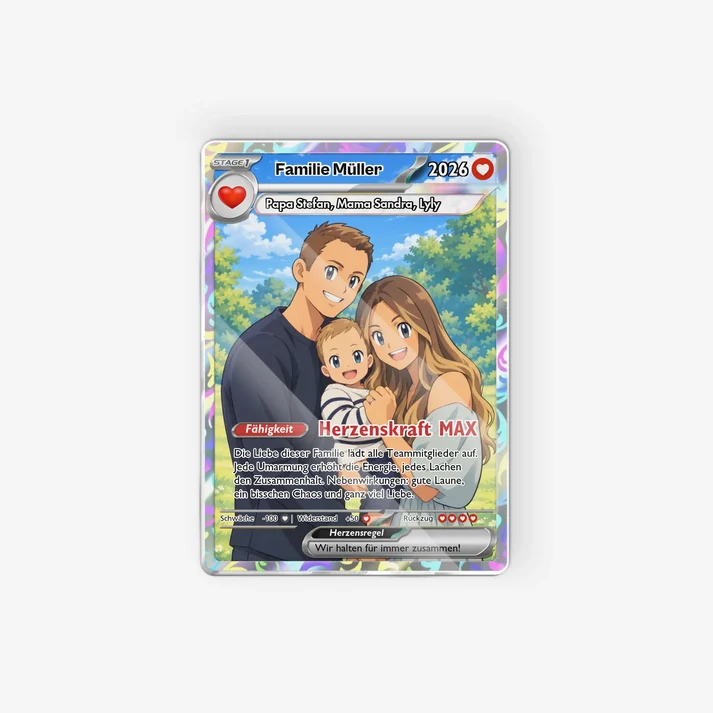 STAGE1
Familie Müller
2026
Papa Stefan, Mama Sandra, Lyly
Fähigkeit
Herzenskraft MAX
Die Liebe dieser Familie lädt alle Teammitglieder auf.
Jede Umarmung erhöht die Energie, jedes Lachen
den Zusammenhalt. Nebenwirkungen: gute Laune,
ein bisschen Chaos und ganz viel Liebe.
Schwäche -100 | Widerstand +50 Rückzug
Herzensregel
Wir halten für immer zusammen!